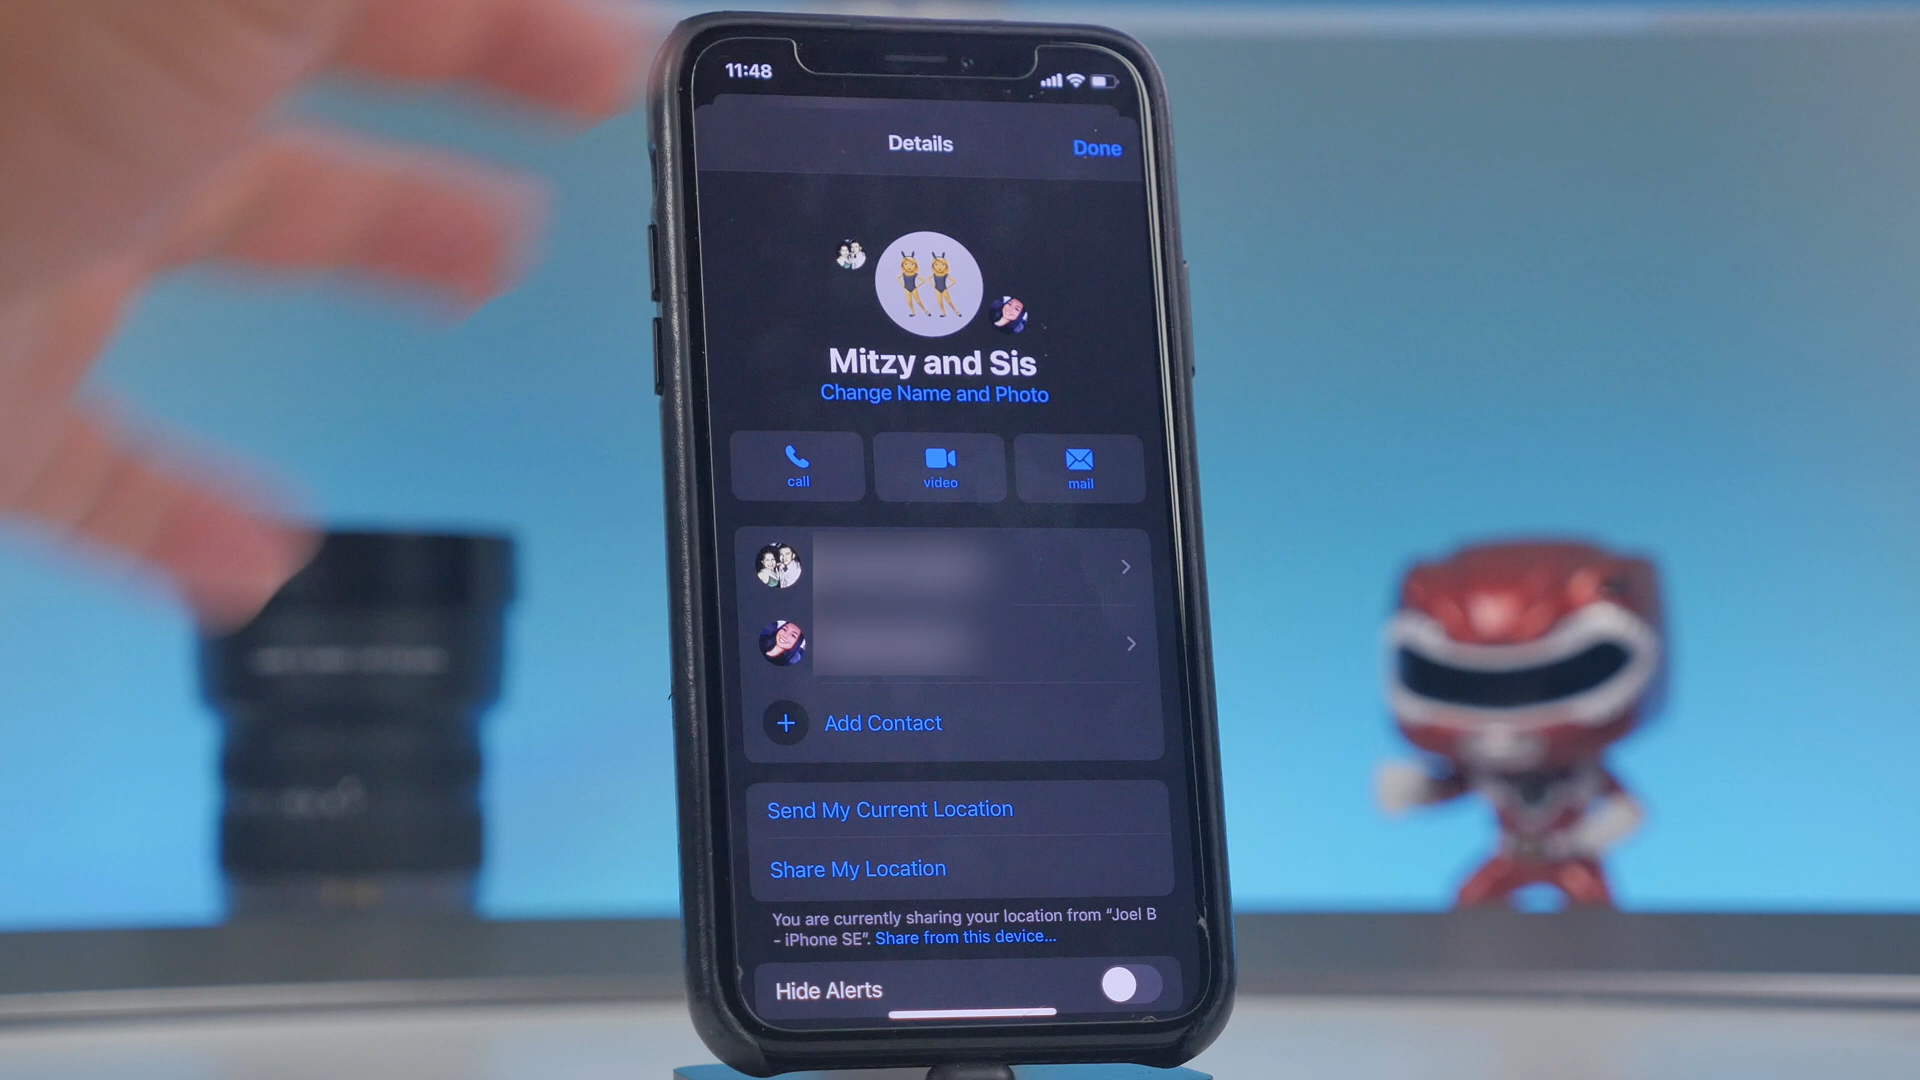 11:48
Details
Done
Mitzy and Sis
Change Name and Photo
call
video
mail
Add Contact
Send My Current Location
Share My Location
You are currently sharing your location from “Joel B
- iPhone SE”. Share from this device...
Hide Alerts